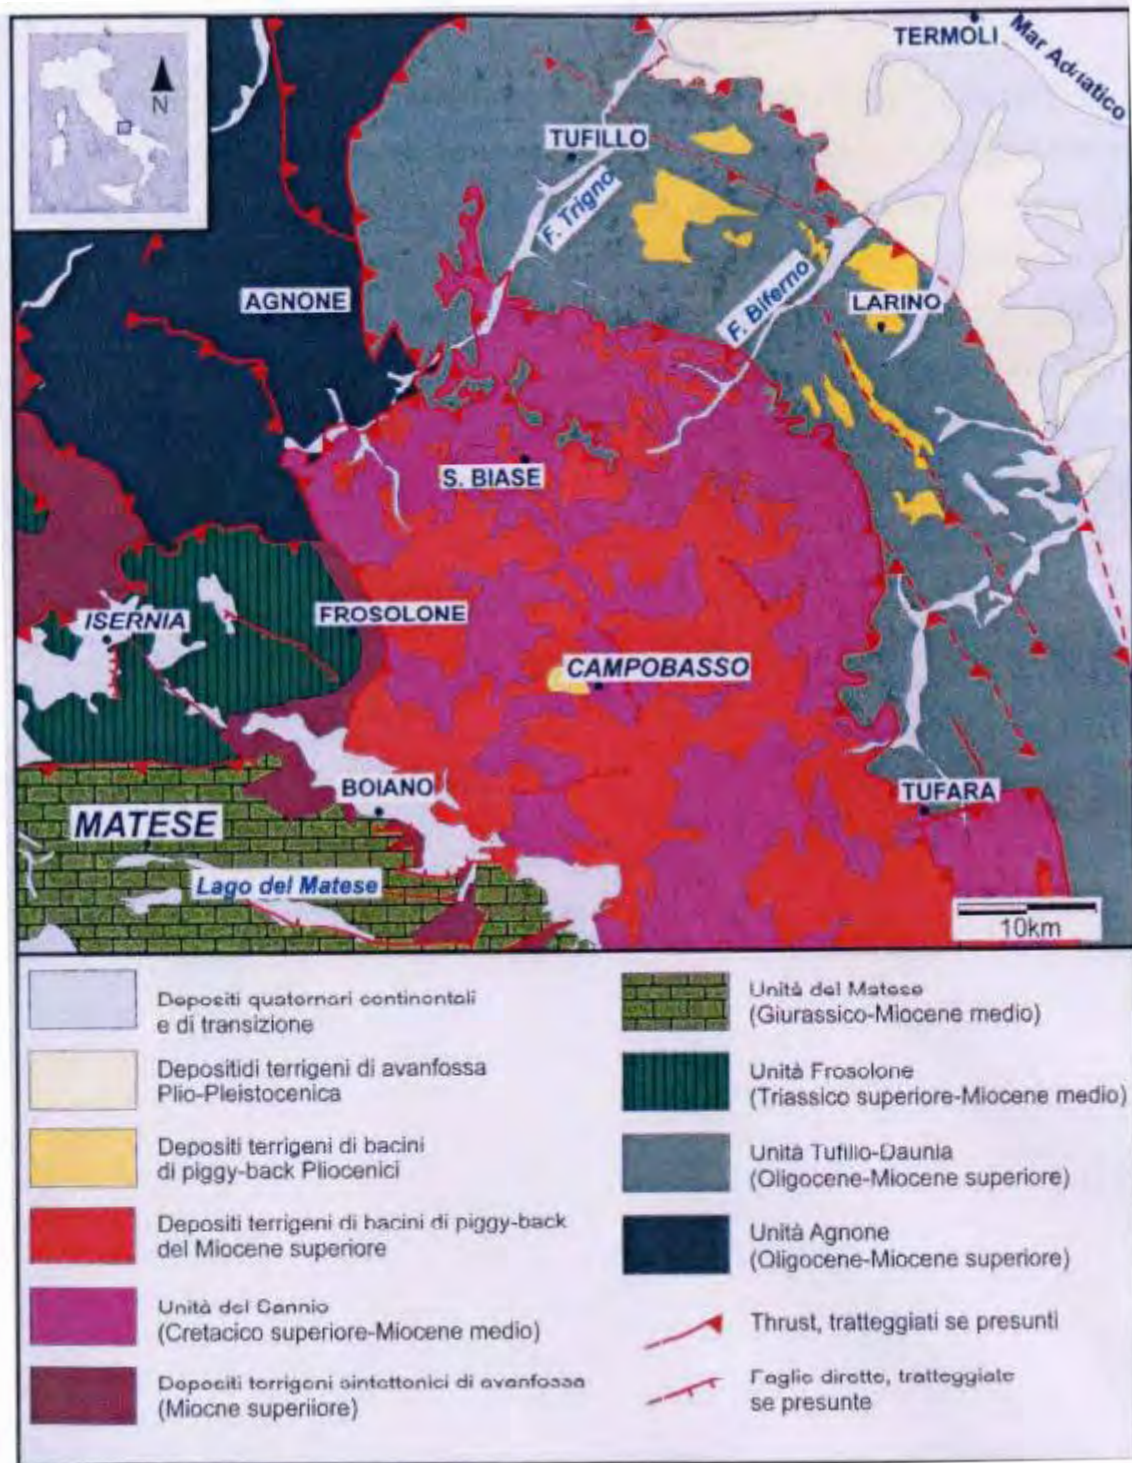 N
TERMOLI
Mar Adriatico
TUFILLO
F. Trigno
AGNONE
F. Biferno
LARINO
S. BIASE
ISERNIA
FROSOLONE
CAMPOBASSO
BOIANO
TUFARA
MATESE
Lago del Matese
10km
Depositi quaternari continentali
e di transizione
Depositidi terrigeni di avanfossa
Plio-Pleistocenica
Depositi terrigeni di bacini
di piggy-back Pliocenici
Depositi terrigeni di bacini di piggy-back
del Miocene superiore
Unità del Sannio
(Cretacico superiore-Miocene medio)
Depositi terrigeni sintettonici di avanfossa
(Miocne superiiore)
Unità del Matese
(Giurassico-Miocene medio)
Unità Frosolone
(Triassico superiore-Miocene medio)
Unità Tufillo-Daunia
(Oligocene-Miocene superiore)
Unità Agnone
(Oligocene-Miocene superiore)
Thrust, tratteggiati se presunti
Faglie dirette, tratteggiate
se presunte